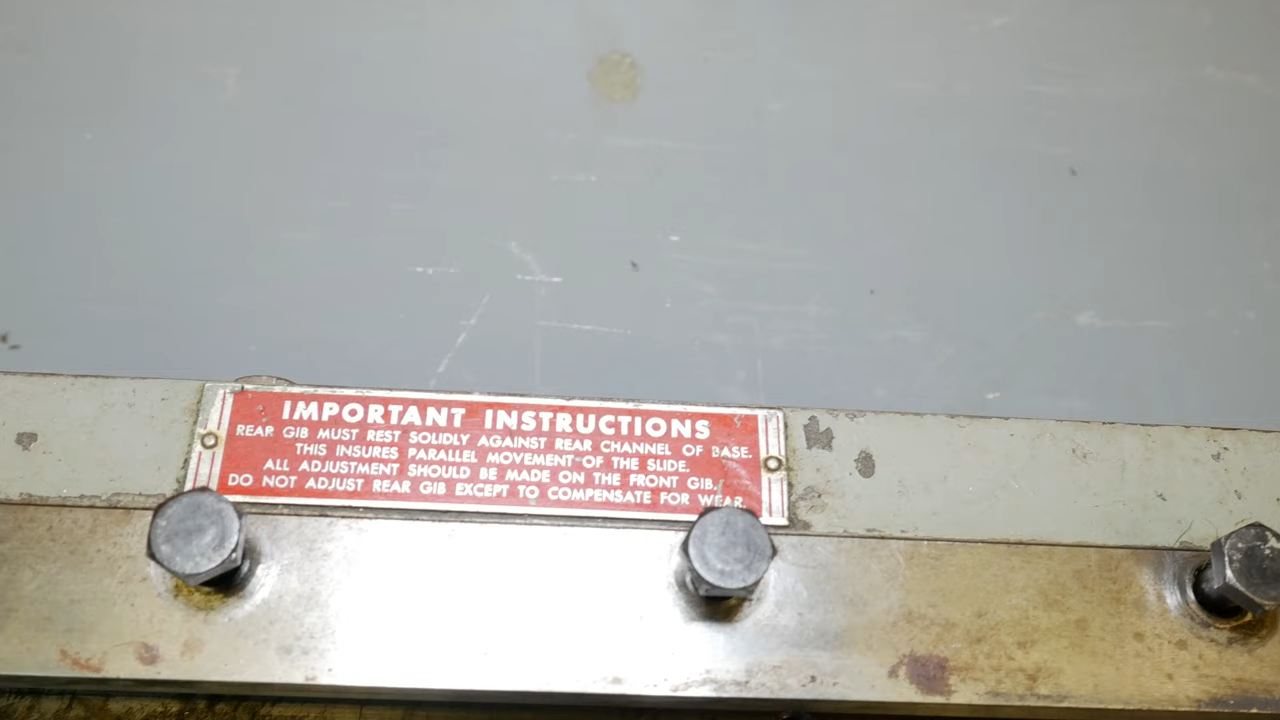 IMPORTANT INSTRUCTIONS
REAR GIB MUST REST SOLIDLY AGAINST REAR CHANNEL OF BASE.
THIS INSURES PARALLEL MOVEMENT OF THE SLIDE.
ALL ADJUSTMENT SHOULD BE MADE ON THE FRONT GIB.
DO NOT ADJUST REAR GIB EXCEPT TO COMPENSATE FOR WEAR.